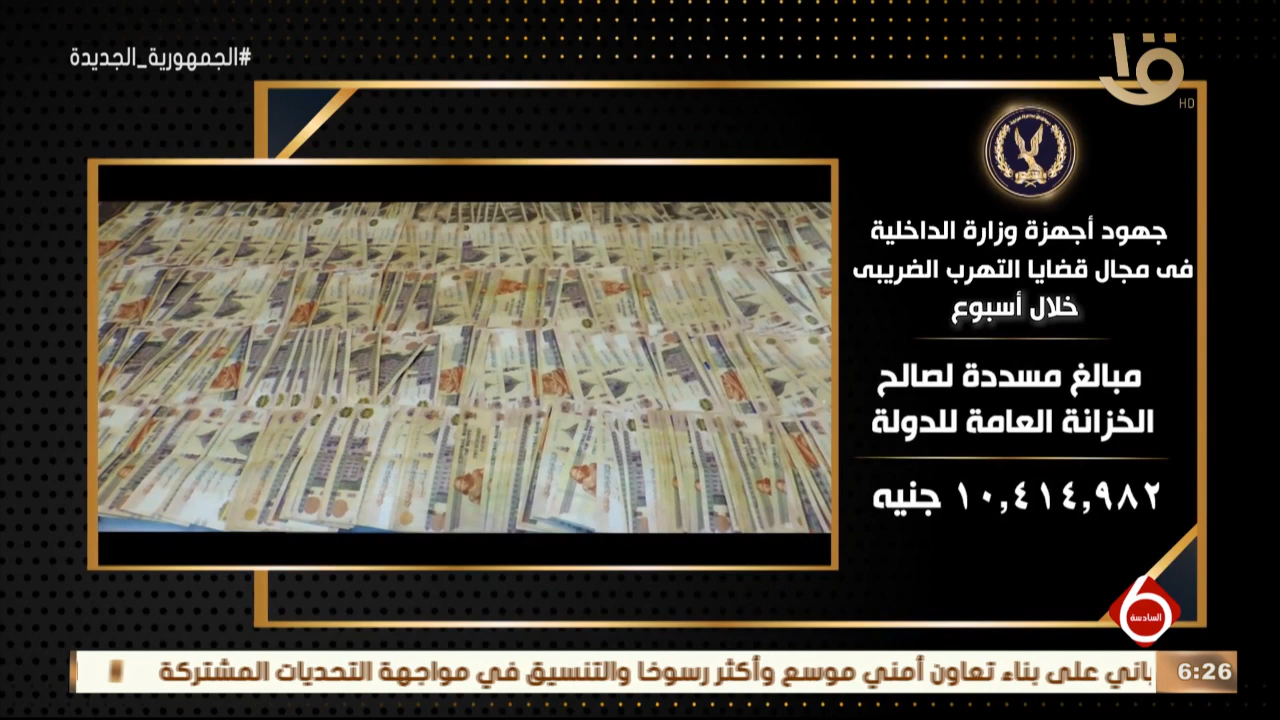 #الجمهورية_الجديدة
HD
جهود أجهزة وزارة الداخلية
فى مجال قضايا التهرب الضريبى
خلال أسبوع
مبالغ مسددة لصالح
الخزانة العامة للدولة
١٠,٤١٤,٩٨٢ جنيه
6
السادسة
6:26
على بناء تعاون أمني موسع وأكثر رسوخا والتنسيق في مواجهة التحديات المشتركة